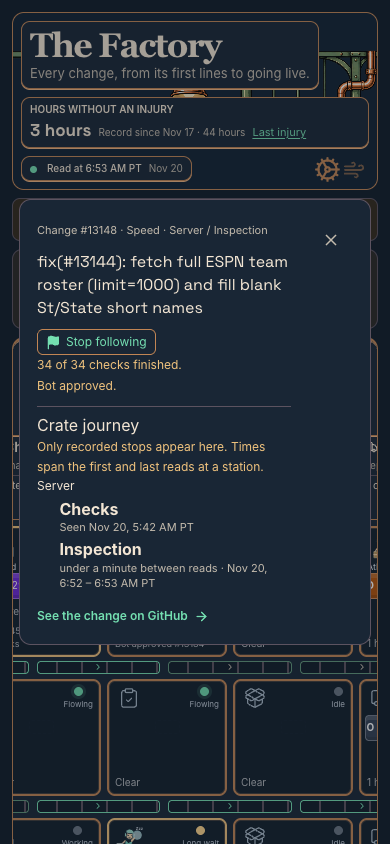 The Factory
Every change, from its first lines to going live.
HOURS WITHOUT AN INJURY
3 hours Record since Nov 17 · 44 hours Last injury
Read at 6:53 AM PT Nov 20
Change #13148 · Speed · Server / Inspection
fix(#13144): fetch full ESPN team
roster (limit=1000) and fill blank
St/State short names
Stop following
34 of 34 checks finished.
Bot approved.
Crate journey
Only recorded stops appear here. Times
span the first and last reads at a station.
Server
Checks
Seen Nov 20, 5:42 AM PT
Inspection
under a minute between reads · Nov 20,
6:52 – 6:53 AM PT
See the change on GitHub →
Flowing
Flowing
Idle
Clear
Clear
1 h
Working
Long wait
Idle